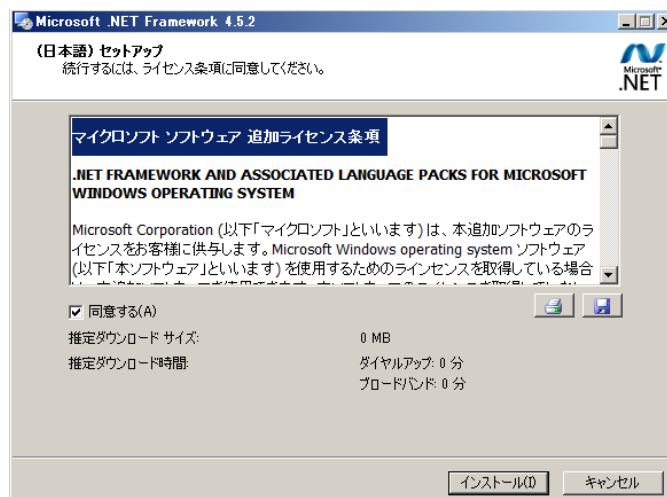 Microsoft .NET Framework 4.5.2
(日本語) セットアップ
続行するには、ライセンス条項に同意してください。
Microsoft
.NET
マイクロソフト ソフトウェア 追加ライセンス条項
.NET FRAMEWORK AND ASSOCIATED LANGUAGE PACKS FOR MICROSOFT
WINDOWS OPERATING SYSTEM
Microsoft Corporation (以下「マイクロソフト」といいます) は、本追加ソフトウェアのラ
イセンスをお客様に供与します。Microsoft Windows operating system ソフトウェア
(以下「本ソフトウェア」といいます) を使用するためのラインセンスを取得している場合
同意する(A)
推定ダウンロード サイズ:
0 MB
推定ダウンロード時間:
ダイヤルアップ: 0 分
ブロードバンド: 0 分
インストール(I)
キャンセル